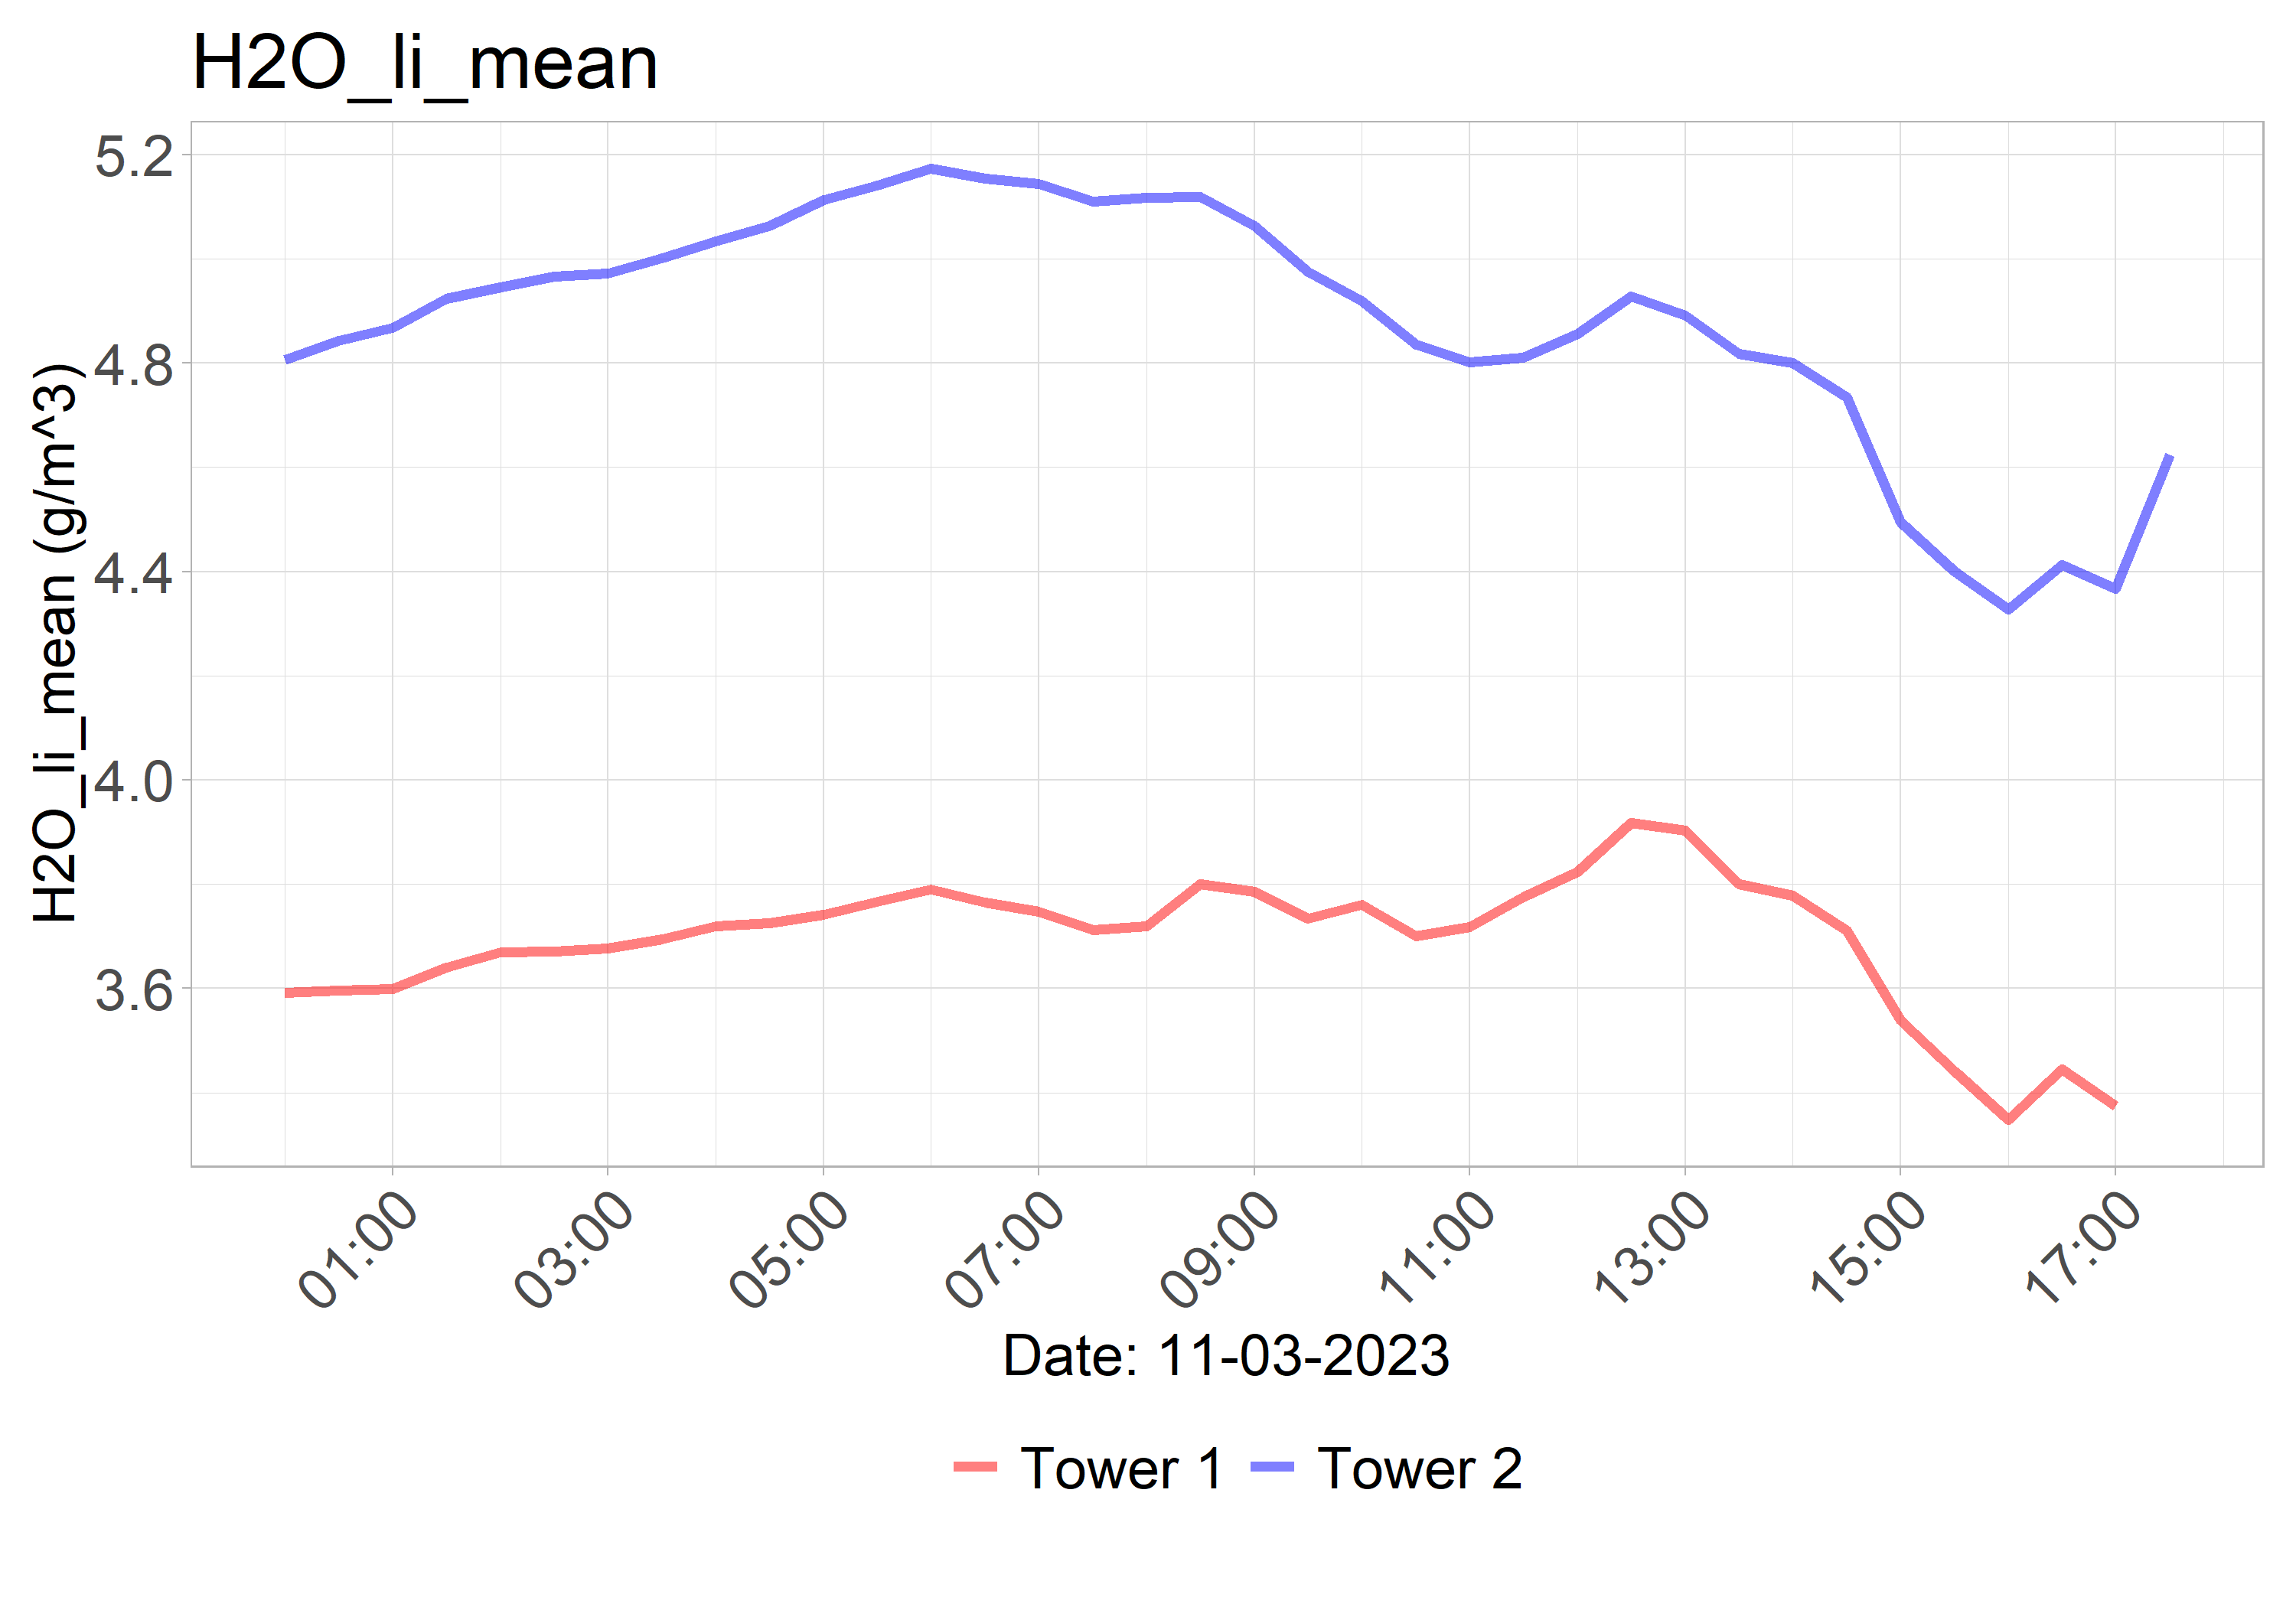 H2O_li_mean
H2O_li_mean (g/m^3)
5.2
4.8
4.4
4.0
3.6
01:00 03:00 05:00 07:00 09:00 11:00 13:00 15:00 17:00
Date: 11-03-2023
Tower 1 Tower 2